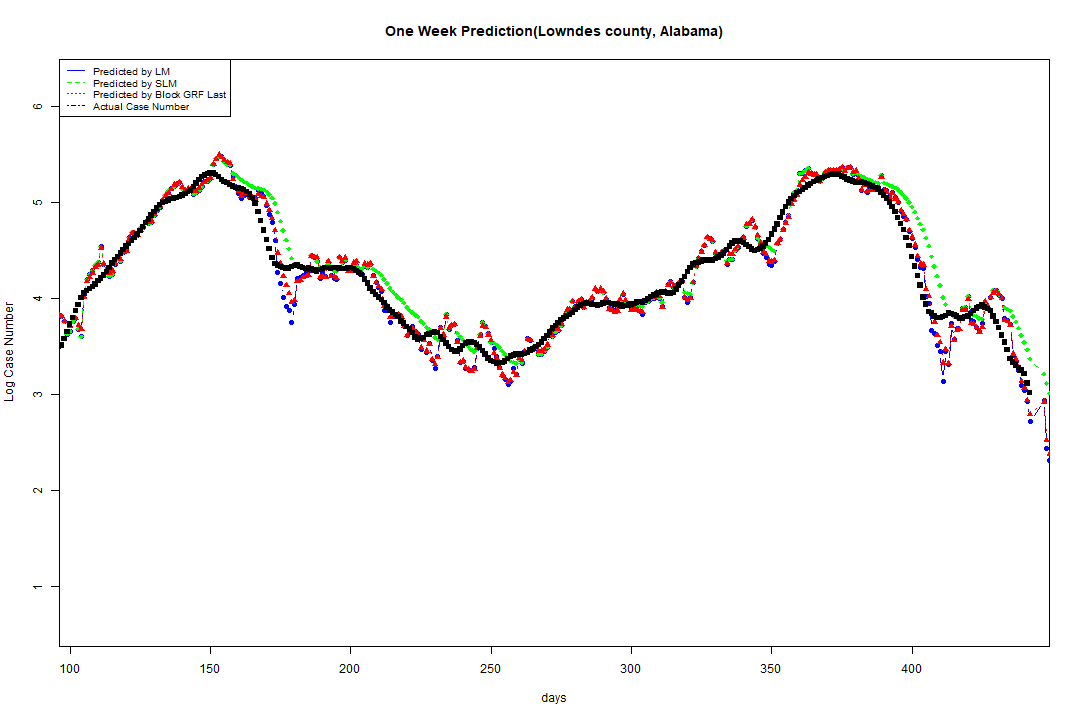 One Week Prediction(Lowndes county, Alabama)
Predicted by LM
Predicted by SLM
Predicted by Block GRF Last
Actual Case Number
6
5
4
3
2
1
Log Case Number
100 150 200 250 300 350 400
days